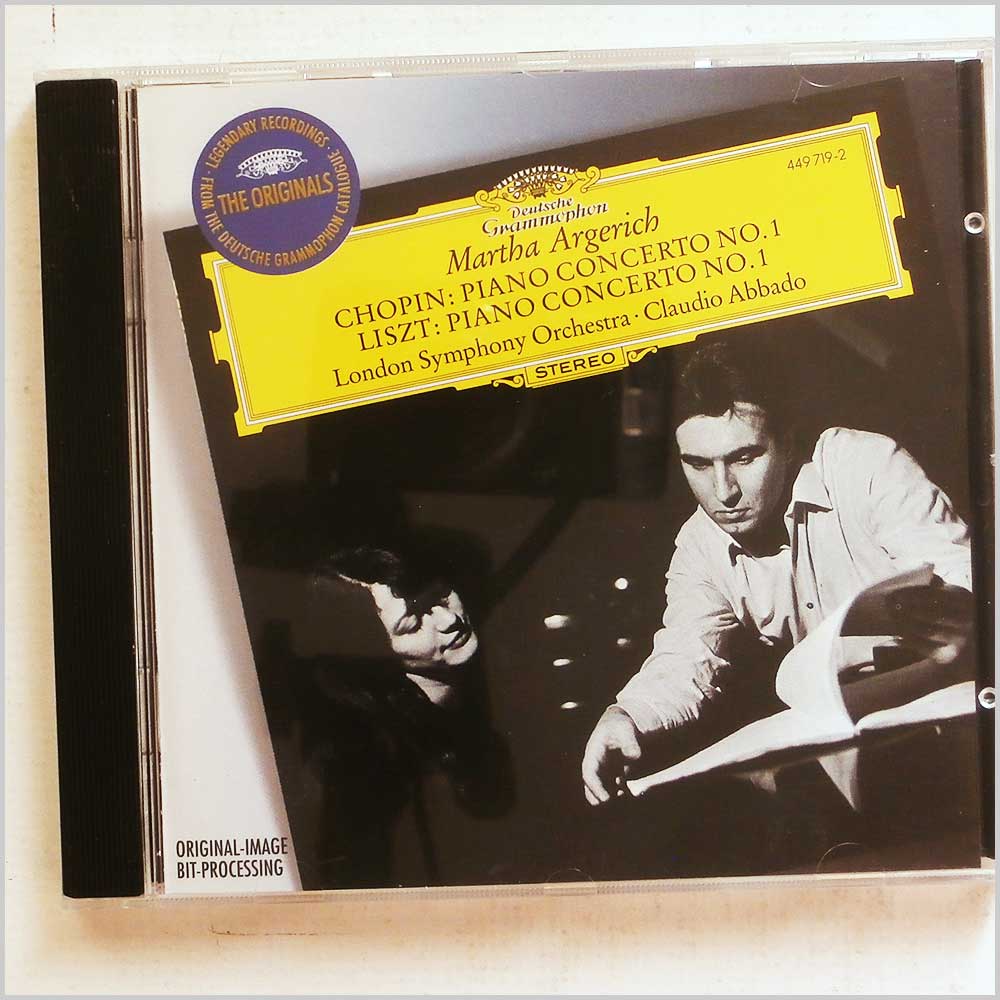 LEGENDARY RECORDINGS ·
FROM THE DEUTSCHE GRAMMOPHON CATALOGUE ·
THE ORIGINALS
449 719-2
Deutsche
Grammophon
Martha Argerich
CHOPIN: PIANO CONCERTO NO. 1
LISZT: PIANO CONCERTO NO. 1
London Symphony Orchestra · Claudio Abbado
STEREO
ORIGINAL-IMAGE
BIT-PROCESSING